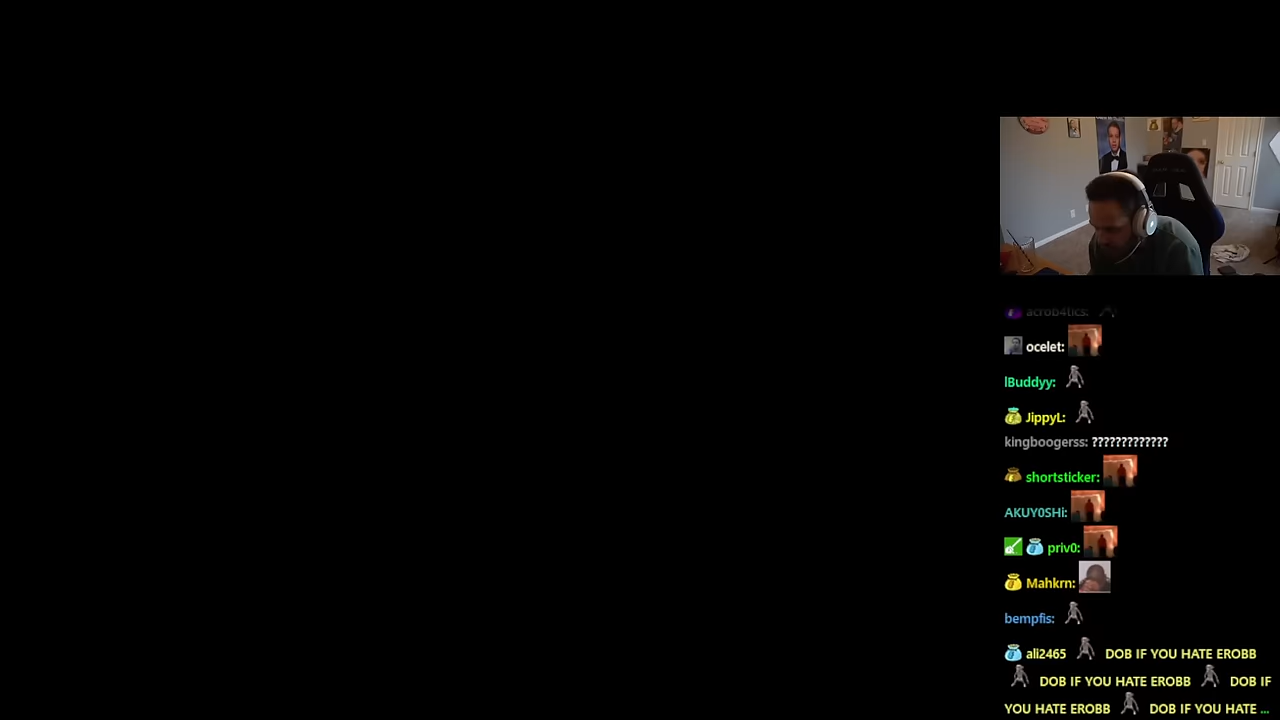 acrob4tics:
ocelet:
lBuddyy:
JippyL:
kingboogerss: ?????????????
shortsticker:
AKUY0SHi:
priv0:
Mahkrn:
bempfis:
ali2465 DOB IF YOU HATE EROBB
DOB IF YOU HATE EROBB DOB IF
YOU HATE EROBB DOB IF YOU HATE ...